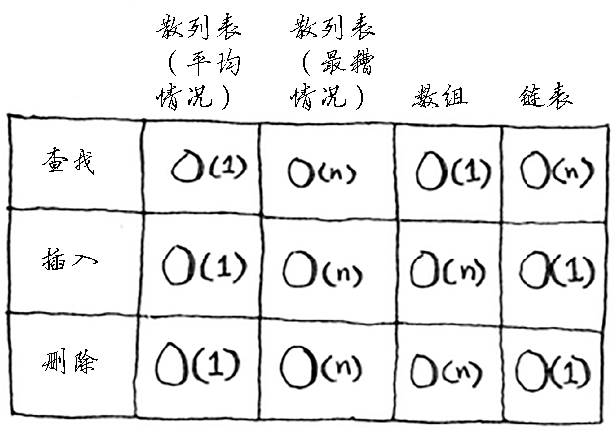 散列表 散列表
（平均 （最糟
情况） 情况） 数组 链表
查找 O(1) O(n) O(1) O(n)
插入 O(1) O(n) O(n) O(1)
删除 O(1) O(n) O(n) O(1)